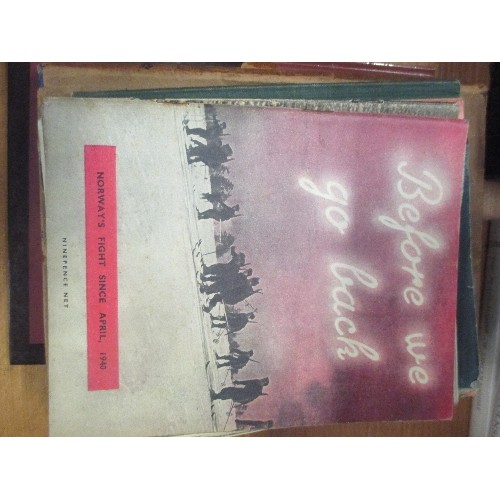 Before we
go back
NORWAY'S FIGHT SINCE APRIL, 1940
NINEPENCE NET